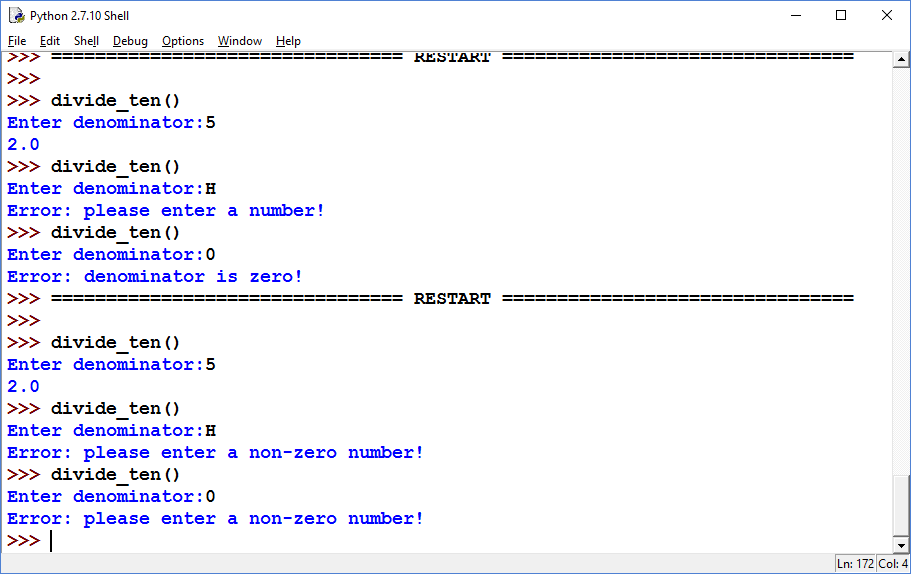 Python 2.7.10 Shell
File Edit Shell Debug Options Window Help
>>> ================================ RESTART ================================
>>>
>>> divide_ten()
Enter denominator:5
2.0
>>> divide_ten()
Enter denominator:H
Error: please enter a number!
>>> divide_ten()
Enter denominator:0
Error: denominator is zero!
>>> ================================ RESTART ================================
>>>
>>> divide_ten()
Enter denominator:5
2.0
>>> divide_ten()
Enter denominator:H
Error: please enter a non-zero number!
>>> divide_ten()
Enter denominator:0
Error: please enter a non-zero number!
>>>
Ln: 172 Col: 4